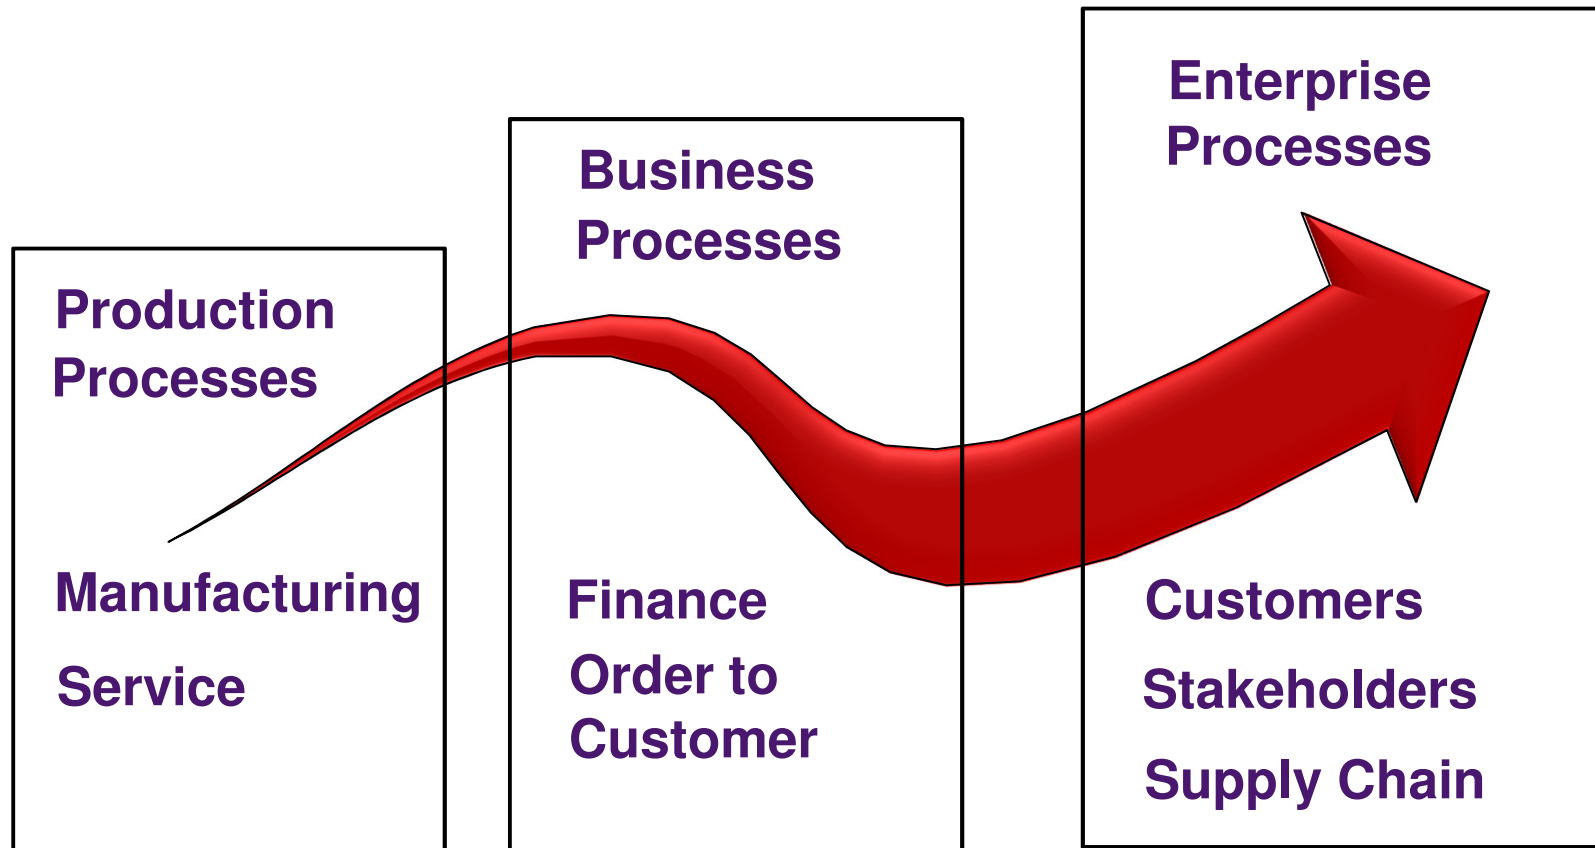 Production
Processes
Manufacturing
Service
Business
Processes
Finance
Order to
Customer
Enterprise
Processes
Customers
Stakeholders
Supply Chain